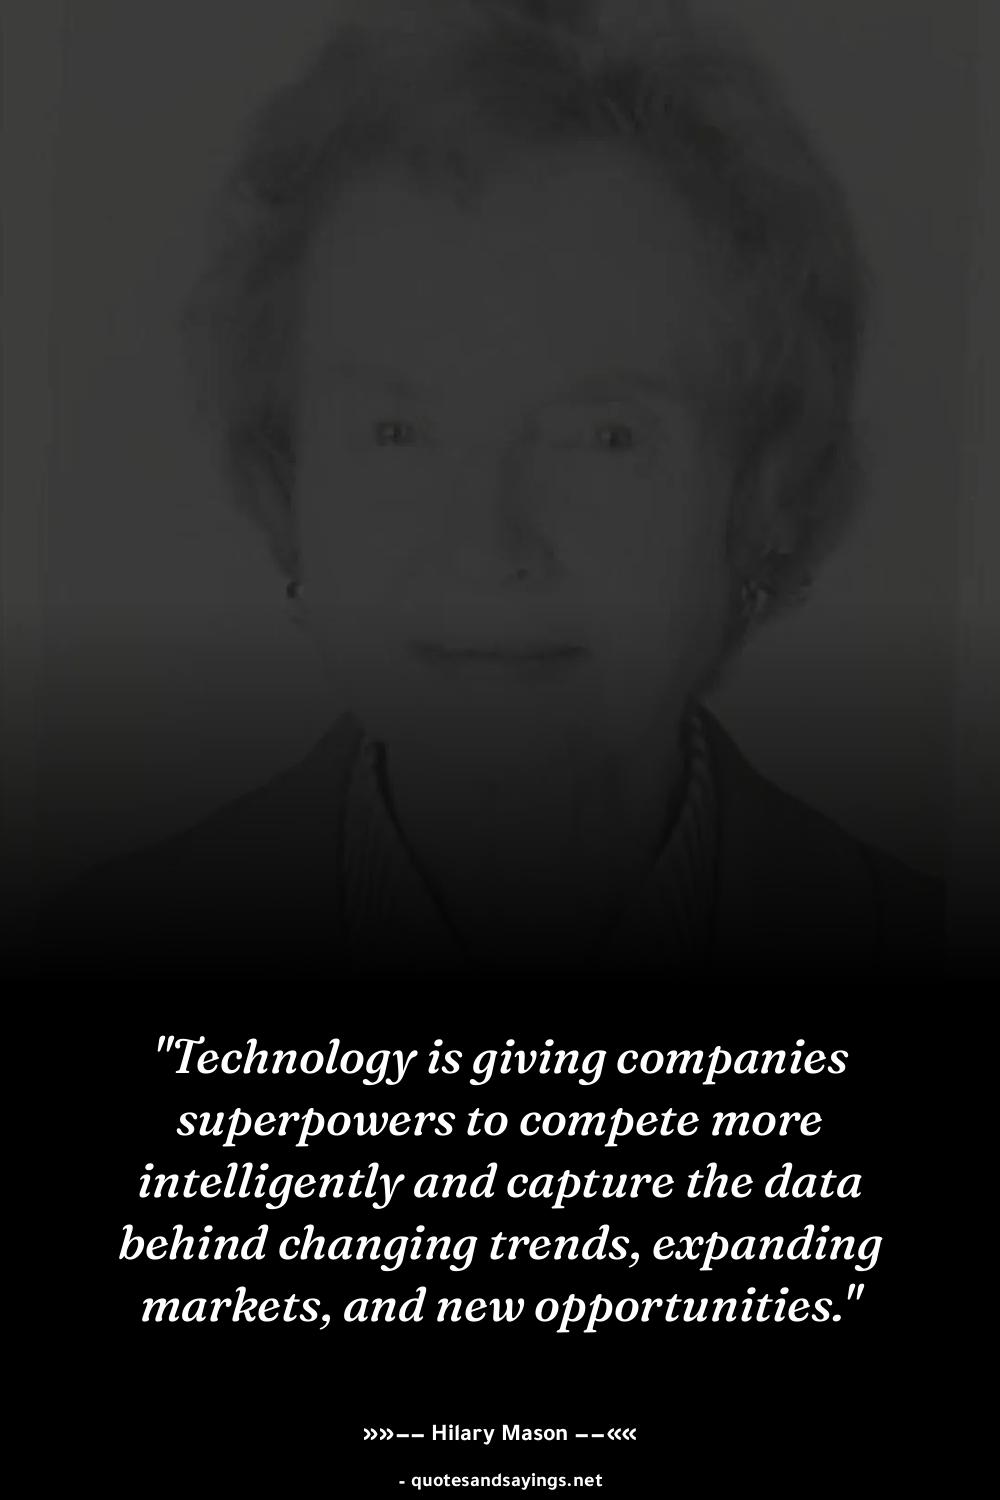 "Technology is giving companies
superpowers to compete more
intelligently and capture the data
behind changing trends, expanding
markets, and new opportunities."
»»−− Hilary Mason −−««
- quotesandsayings.net